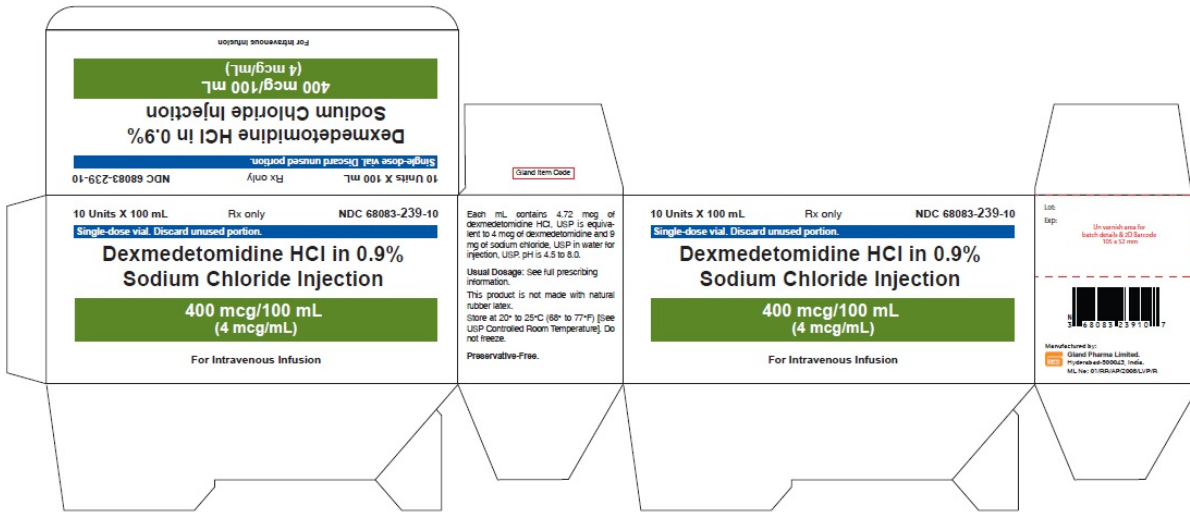 For Intravenous Infusion
(4 mcg/mL)
400 mcg/100 mL
Sodium Chloride Injection
Dexmedetomidine HCl in 0.9%
Single-dose vial. Discard unused portion.
10 Units X 100 mL Rx only NDC 68083-239-10
Gland Item Code
10 Units X 100 mL Rx only NDC 68083-239-10
Single-dose vial. Discard unused portion.
Dexmedetomidine HCl in 0.9%
Sodium Chloride Injection
400 mcg/100 mL
(4 mcg/mL)
For Intravenous Infusion
Each mL contains 4.72 mcg of
dexmedetomidine HCl, USP is equiva-
lent to 4 mcg of dexmedetomidine and 9
mg of sodium chloride, USP in water for
injection, USP. pH is 4.5 to 8.0.
Usual Dosage: See full prescribing
information.
This product is not made with natural
rubber latex.
Store at 20° to 25°C (68° to 77°F) [See
USP Controlled Room Temperature]. Do
not freeze.
Preservative-Free.
10 Units X 100 mL Rx only NDC 68083-239-10
Single-dose vial. Discard unused portion.
Dexmedetomidine HCl in 0.9%
Sodium Chloride Injection
400 mcg/100 mL
(4 mcg/mL)
For Intravenous Infusion
Lot:
Exp:
Un varnish area for
batch details & 2D Barcode
105 x 52 mm
N
3 68083 23910 7
Manufactured by:
Gland Pharma Limited.
Hyderabad-500043, India.
ML No: 01/RR/AP/2006/LVP/R